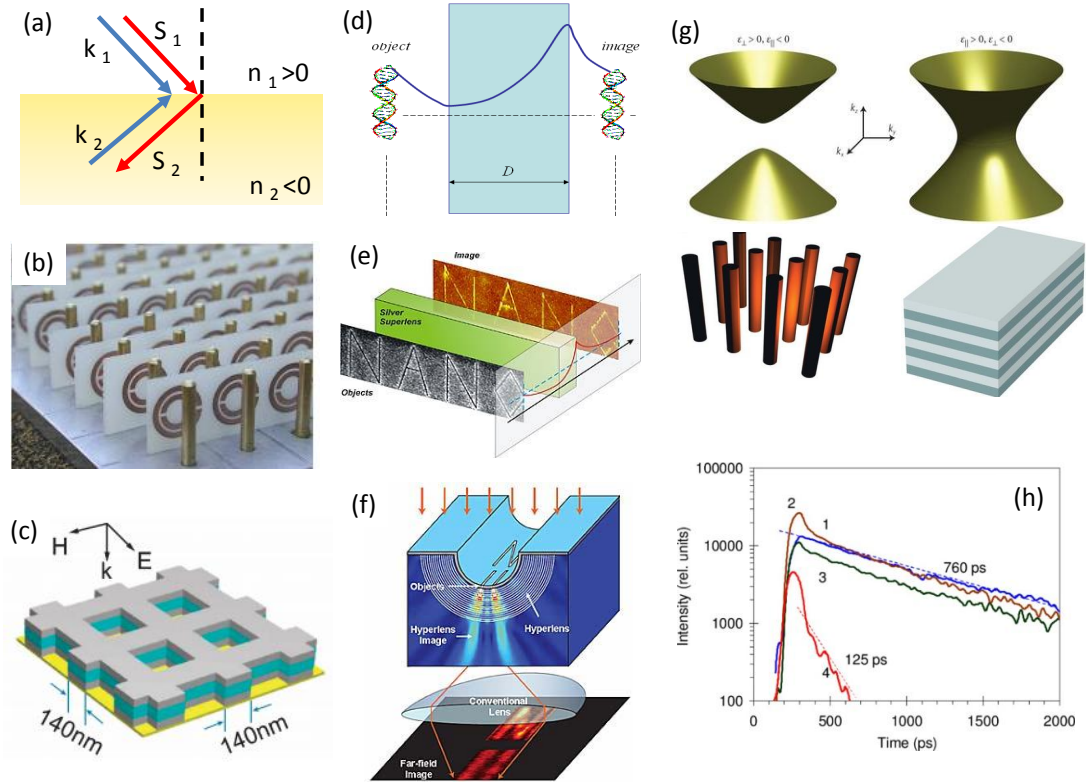 (a)
S 1
k 1
n 1 >0
k 2
S 2
n 2 <0
(b)
(c)
H
E
k
140nm
140nm
(d)
object
image
D
(e)
Image
Silver
Superlens
NANO
NANO
Objects
(f)
Objects
Hyperlens
Image
Hyperlens
Conventional
Lens
Far-field
Image
(g)
ε⊥ > 0, ε|| < 0
ε|| > 0, ε⊥ < 0
kz
kx
(h)
100000
10000
1000
100
Intensity (rel. units)
2
1
3
4
760 ps
125 ps
0
500
1000
1500
2000
Time (ps)